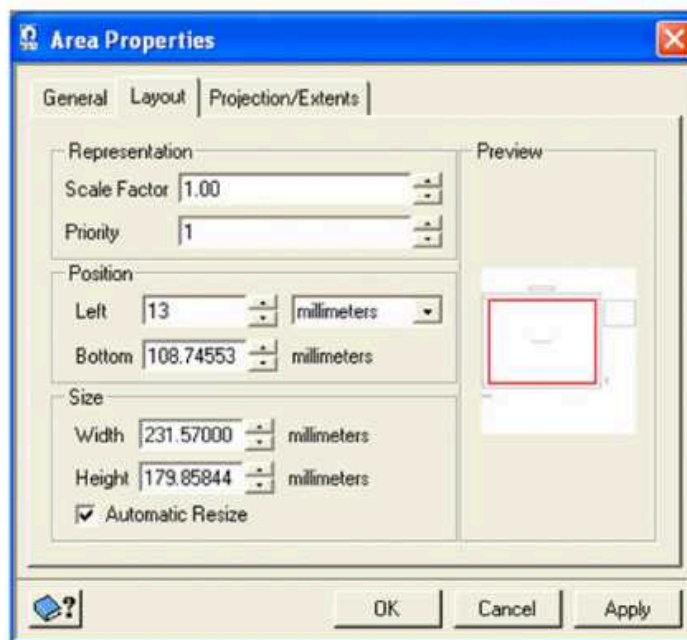 Area Properties
General Layout Projection/Extents
Representation
Scale Factor 1.00
Priority 1
Position
Left 13 millimeters
Bottom 108.74553 millimeters
Size
Width 231.57000 millimeters
Height 179.85844 millimeters
Automatic Resize
Preview
? OK Cancel Apply